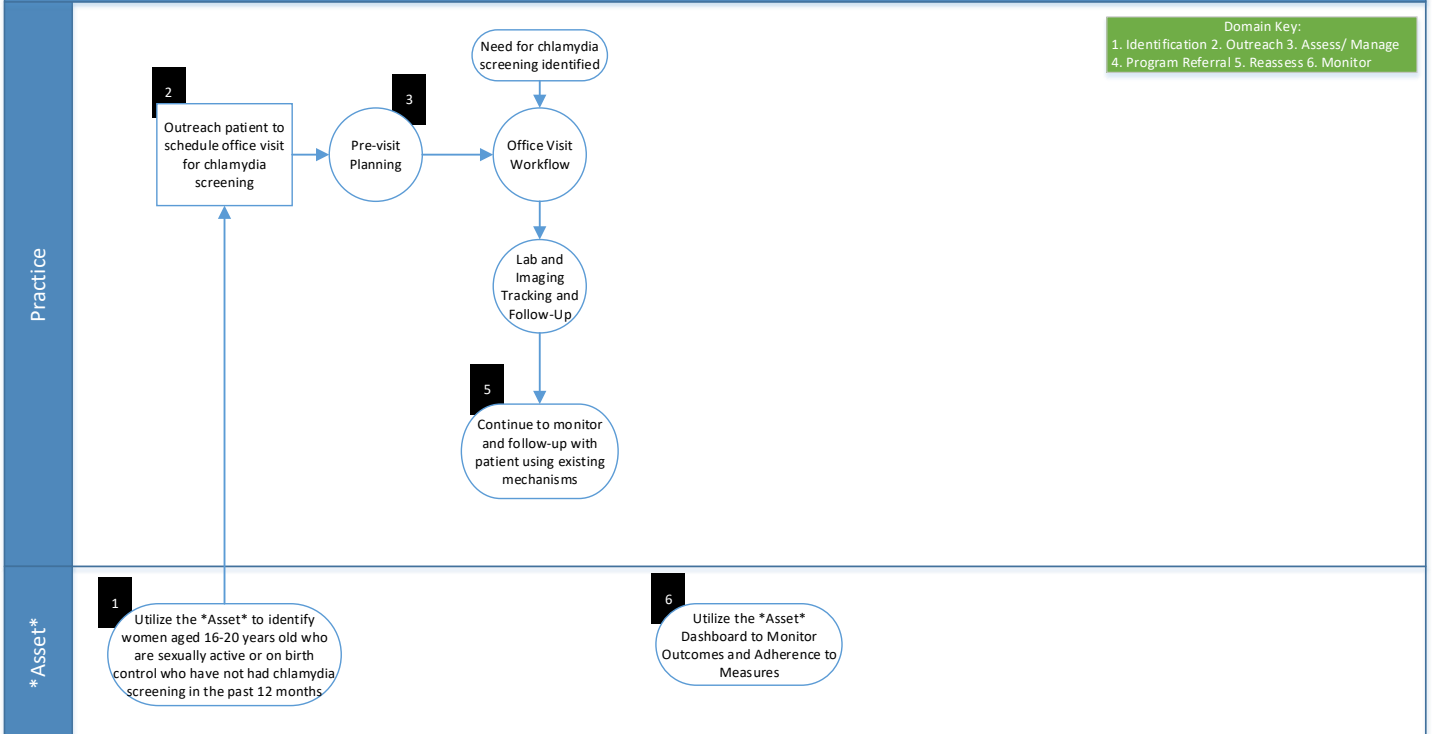 Practice
Domain Key:
1. Identification 2. Outreach 3. Assess/ Manage
4. Program Referral 5. Reassess 6. Monitor
Need for chlamydia
screening identified
2
Outreach patient to
schedule office visit
for chlamydia
screening
3
Pre-visit
Planning
Office Visit
Workflow
Lab and
Imaging
Tracking and
Follow-Up
5
Continue to monitor
and follow-up with
patient using existing
mechanisms
*Asset*
1
Utilize the *Asset* to identify
women aged 16-20 years old who
are sexually active or on birth
control who have not had chlamydia
screening in the past 12 months
6
Utilize the *Asset*
Dashboard to Monitor
Outcomes and Adherence to
Measures